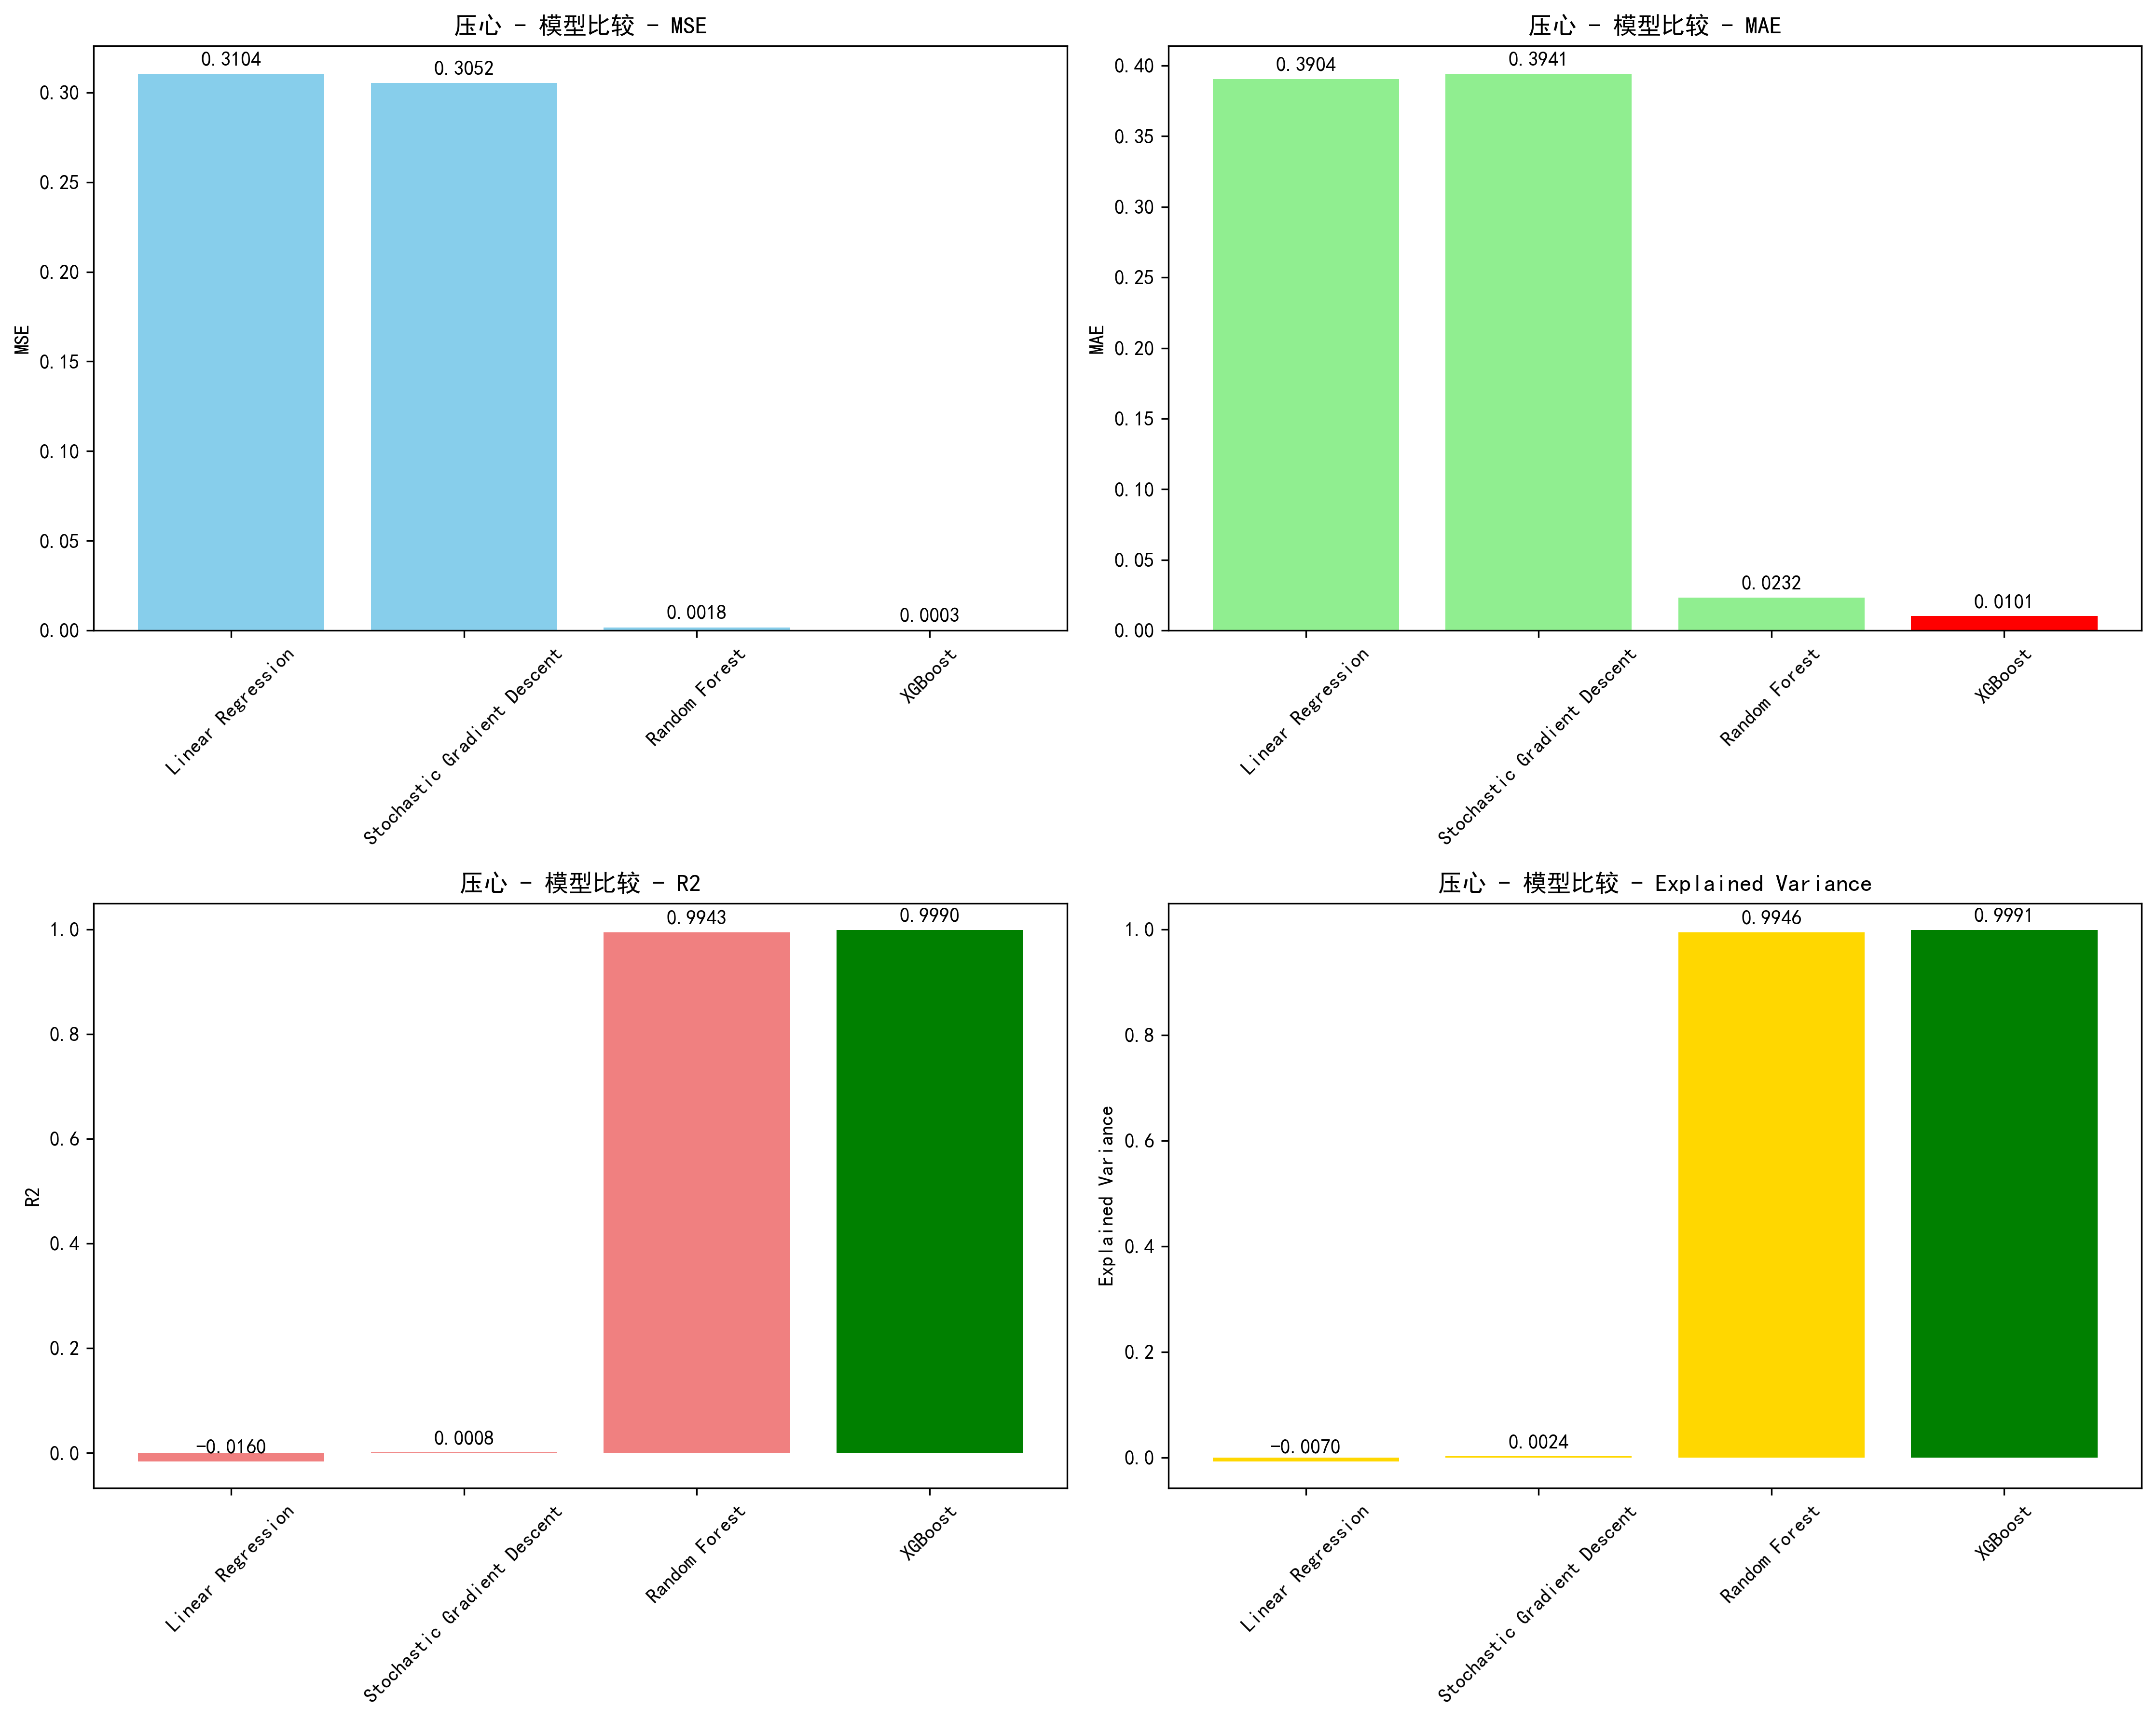 压心 - 模型比较 - MSE
0.3104
0.3052
0.0018
0.0003
0.30
0.25
0.20
0.15
0.10
0.05
0.00
MSE
Linear Regression
Stochastic Gradient Descent
Random Forest
XGBoost
压心 - 模型比较 - MAE
0.3904
0.3941
0.0232
0.0101
0.40
0.35
0.30
0.25
0.20
0.15
0.10
0.05
0.00
MAE
Linear Regression
Stochastic Gradient Descent
Random Forest
XGBoost
压心 - 模型比较 - R2
-0.0160
0.0008
0.9943
0.9990
1.0
0.8
0.6
0.4
0.2
0.0
R2
Linear Regression
Stochastic Gradient Descent
Random Forest
XGBoost
压心 - 模型比较 - Explained Variance
-0.0070
0.0024
0.9946
0.9991
1.0
0.8
0.6
0.4
0.2
0.0
Explained Variance
Linear Regression
Stochastic Gradient Descent
Random Forest
XGBoost